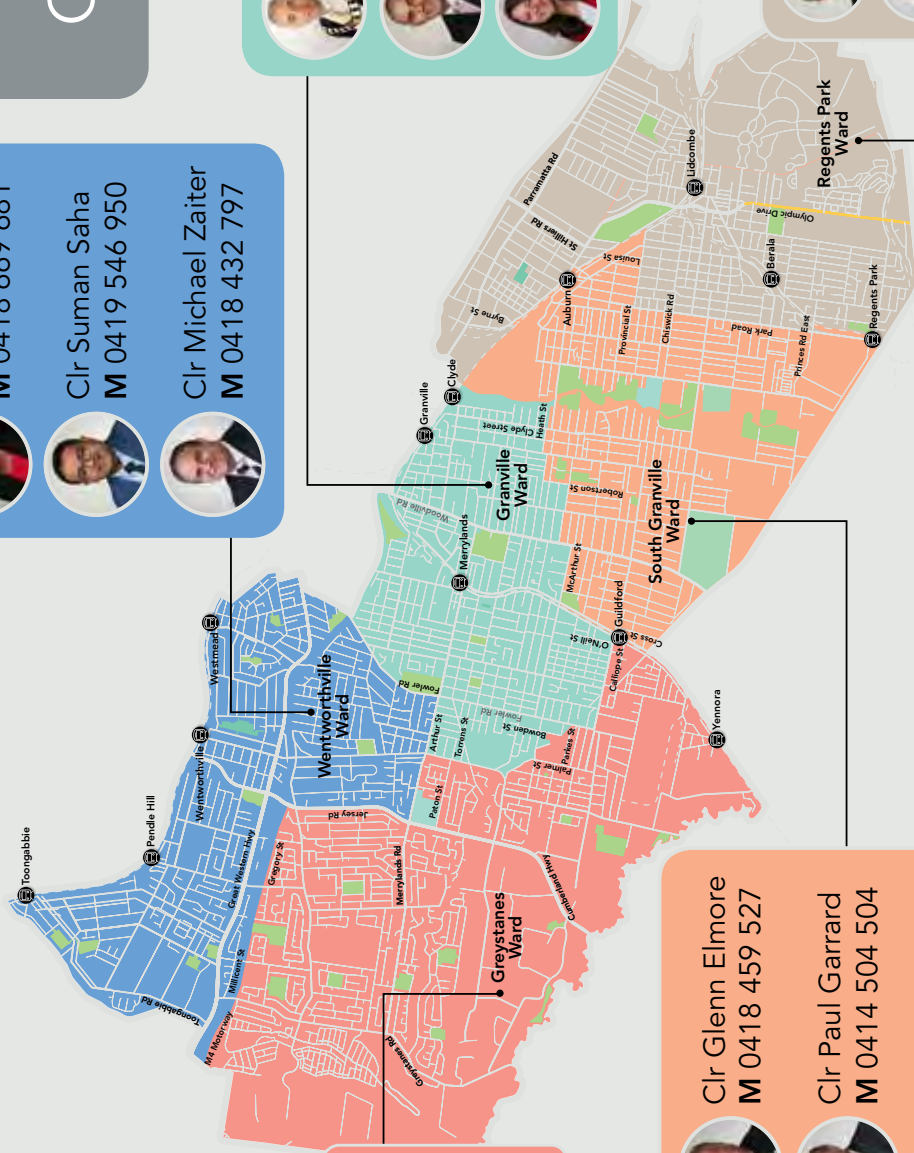 Clr Suman Saha
M 0419 546 950
Clr Michael Zaiter
M 0418 432 797
Toongabbie
Pendle Hill
Wentworthville
Westmead
Wentworthville
Ward
Toongabbie Rd
M4 Motorway
Millicent St
Great Western Hwy
Gregory St
Jersey Rd
Merrylands Rd
Greystanes Rd
Greystanes
Ward
Cumberland Hwy
Paton St
Arthur St
Torrens St
Fowler Rd
Fowler Rd
Bowden St
Palmer St
Parkes St
Calliope St
O'Neill St
Cross St
Guildford
Yennora
Merrylands
Woodville Rd
Granville
Clyde
Granville
Ward
Clyde Street
Heath St
Robertson St
McArthur St
South Granville
Ward
Byrne St
St Hilliers Rd
Parramatta Rd
Auburn
Louisa St
Provincial St
Chiswick Rd
Park Road
Princes Rd East
Lidcombe
Olympic Drive
Berala
Regents Park
Regents Park
Ward
Clr Glenn Elmore
M 0418 459 527
Clr Paul Garrard
M 0414 504 504